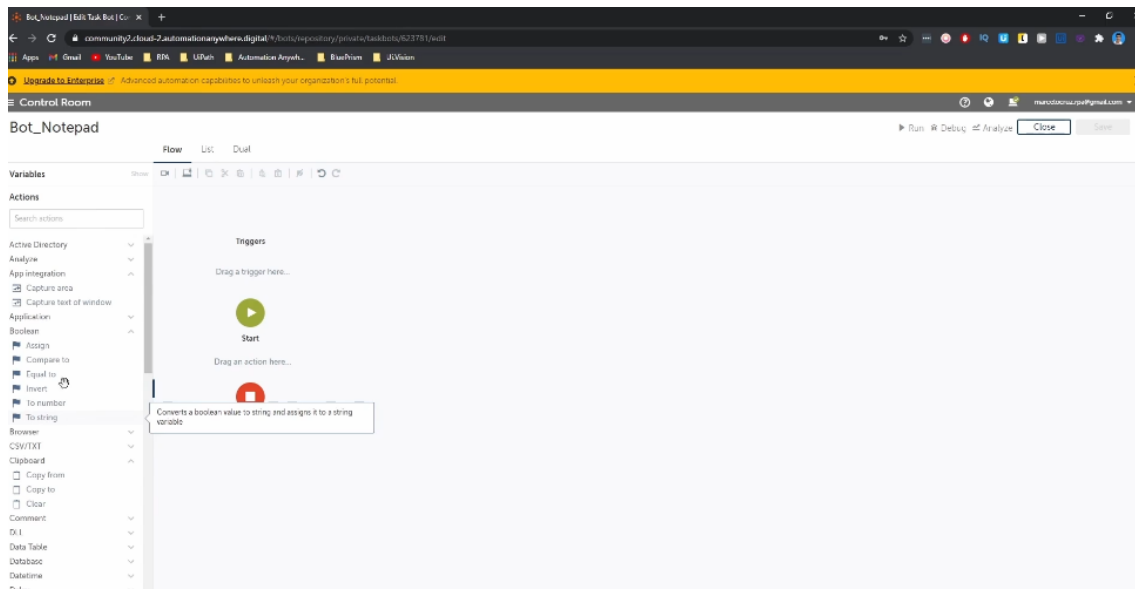 Bot_Notepad | Edit Task Bot | Co
community2.cloud-2.automationanywhere.digital/#/bots/repository/private/taskbots/623781/edit
Apps Gmail YouTube RPA UiPath Automation Anywh... BluePrism UiVision
Upgrade to Enterprise Advanced automation capabilities to unleash your organization's full potential.
Control Room
Bot_Notepad
Run Debug Analyze Close Save
Flow List Dual
Variables Show
Actions
Search actions
Active Directory
Analyze
App integration
Capture area
Capture text of window
Application
Boolean
Assign
Compare to
Equal to
Invert
To number
To string
Browser
CSV/TXT
Clipboard
Copy from
Copy to
Clear
Comment
DLL
Data Table
Database
Datetime
Triggers
Drag a trigger here...
Start
Drag an action here...
Converts a boolean value to string and assigns it to a string
variable